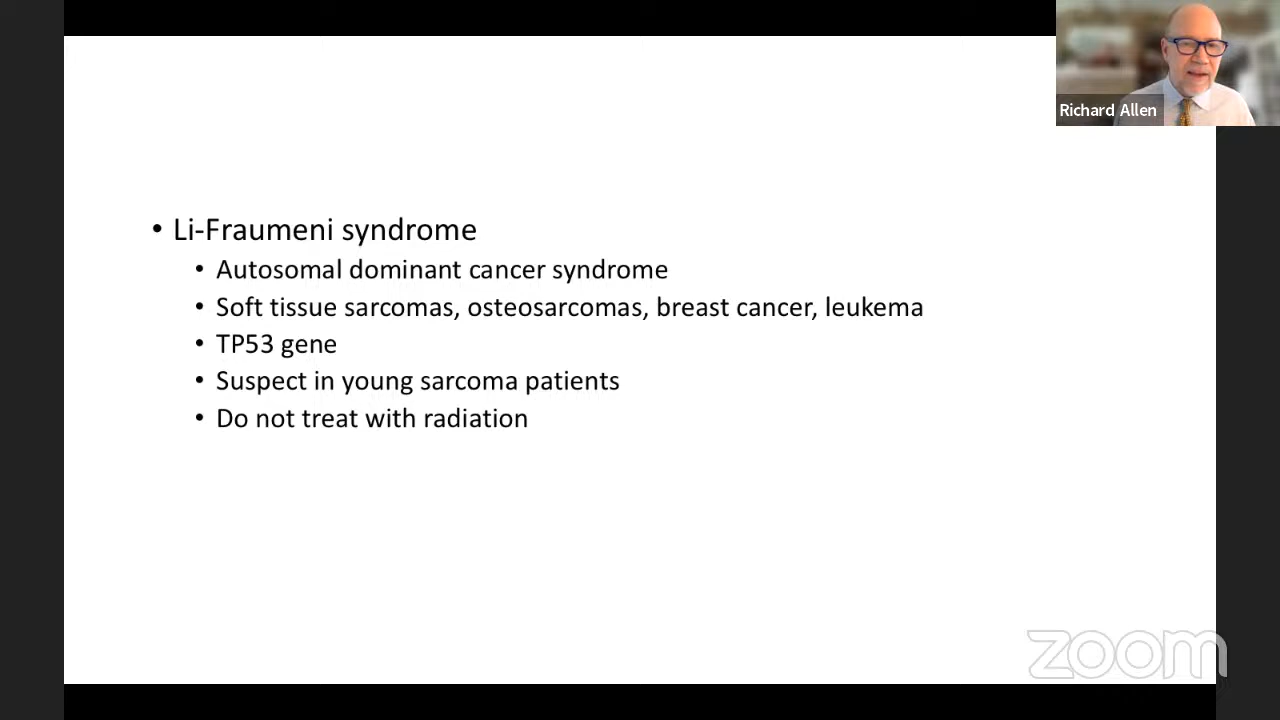 Richard Allen
• Li-Fraumeni syndrome
• Autosomal dominant cancer syndrome
• Soft tissue sarcomas, osteosarcomas, breast cancer, leukemia
• TP53 gene
• Suspect in young sarcoma patients
• Do not treat with radiation
zoom